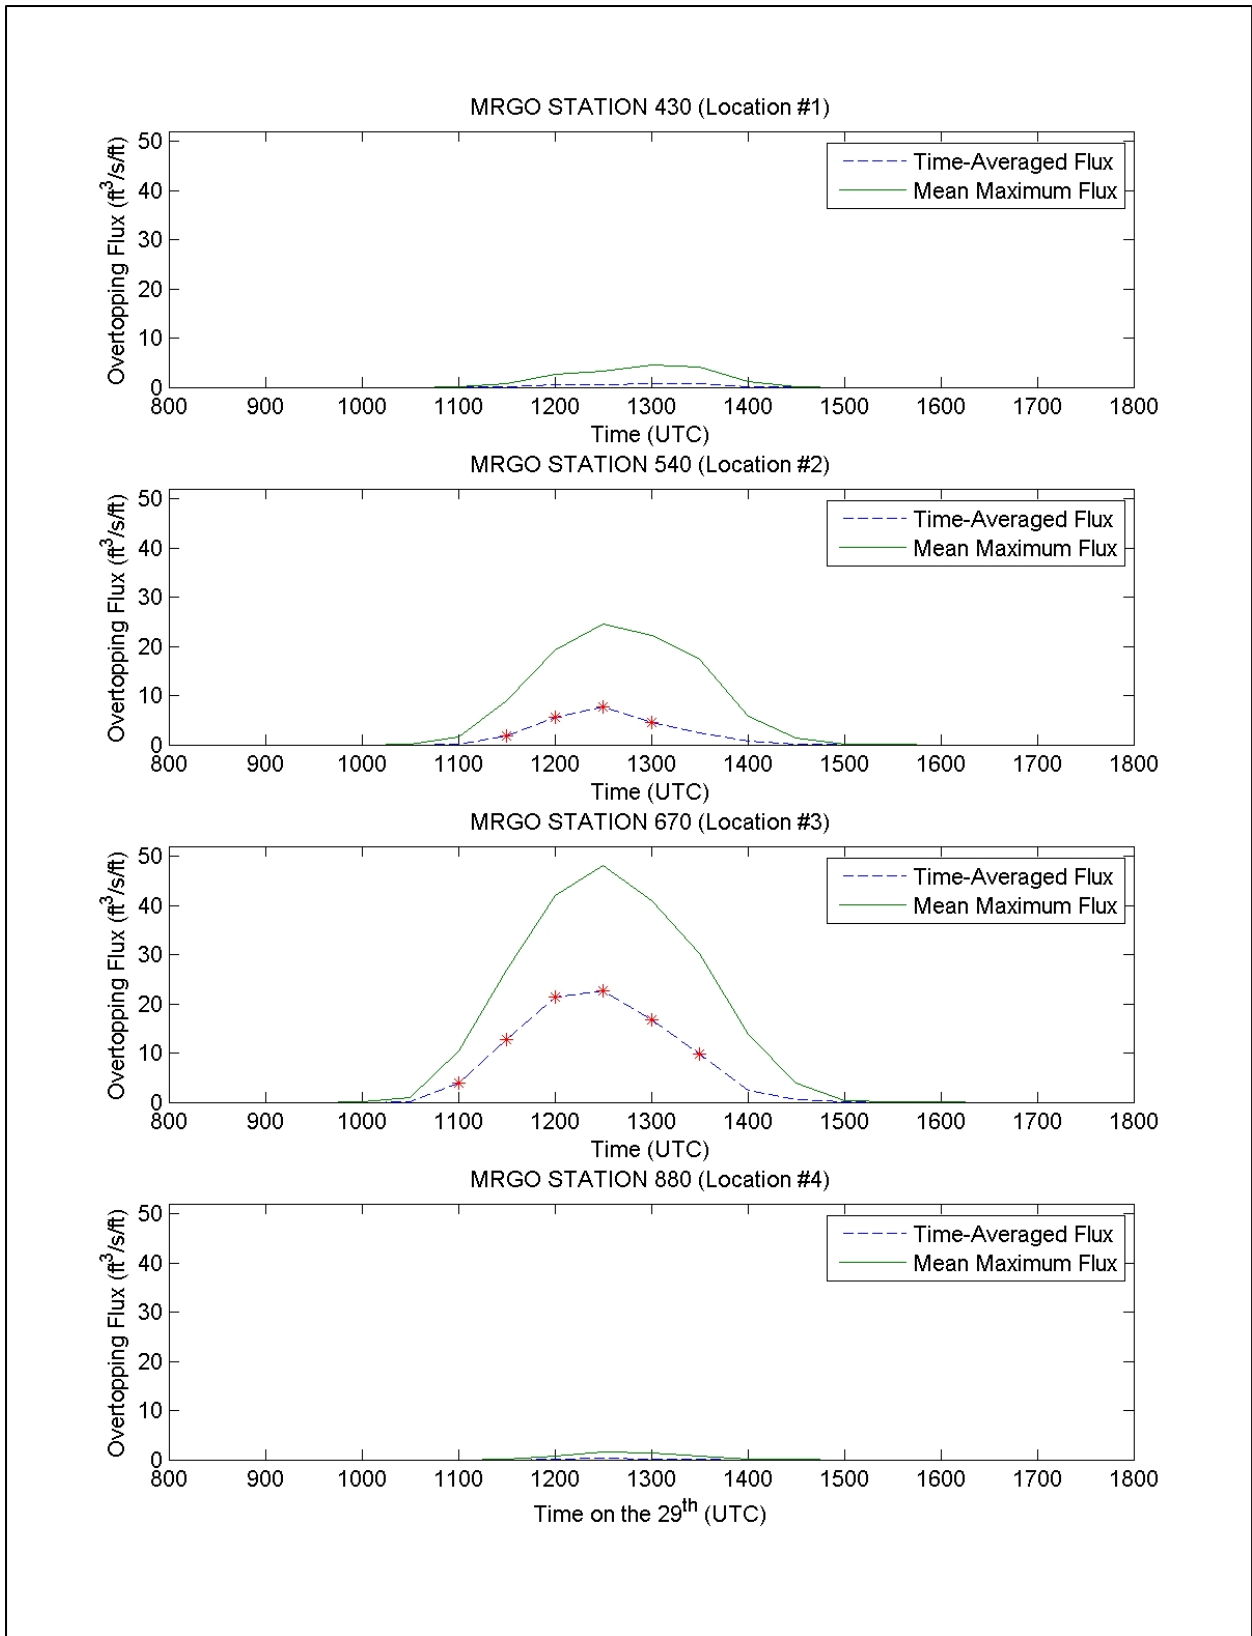 MRGO STATION 430 (Location #1)
Overtopping Flux (ft³/s/ft)
50
40
30
20
10
0
Time-Averaged Flux
Mean Maximum Flux
800 900 1000 1100 1200 1300 1400 1500 1600 1700 1800
Time (UTC)
MRGO STATION 540 (Location #2)
Overtopping Flux (ft³/s/ft)
50
40
30
20
10
0
Time-Averaged Flux
Mean Maximum Flux
800 900 1000 1100 1200 1300 1400 1500 1600 1700 1800
Time (UTC)
MRGO STATION 670 (Location #3)
Overtopping Flux (ft³/s/ft)
50
40
30
20
10
0
Time-Averaged Flux
Mean Maximum Flux
800 900 1000 1100 1200 1300 1400 1500 1600 1700 1800
Time (UTC)
MRGO STATION 880 (Location #4)
Overtopping Flux (ft³/s/ft)
50
40
30
20
10
0
Time-Averaged Flux
Mean Maximum Flux
800 900 1000 1100 1200 1300 1400 1500 1600 1700 1800
Time on the 29th (UTC)